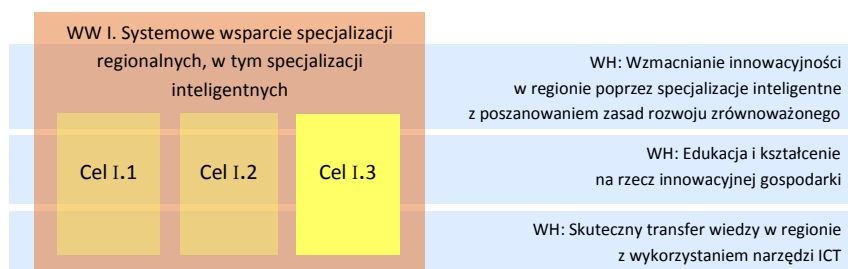 WW I. Systemowe wsparcie specjalizacji
regionalnych, w tym specjalizacji
inteligentnych
WH: Wzmacnianie innowacyjności
w regionie poprzez specjalizacje inteligentne
z poszanowaniem zasad rozwoju zrównoważonego
Cel I.1
Cel I.2
Cel I.3
WH: Edukacja i kształcenie
na rzecz innowacyjnej gospodarki
WH: Skuteczny transfer wiedzy w regionie
z wykorzystaniem narzędzi ICT